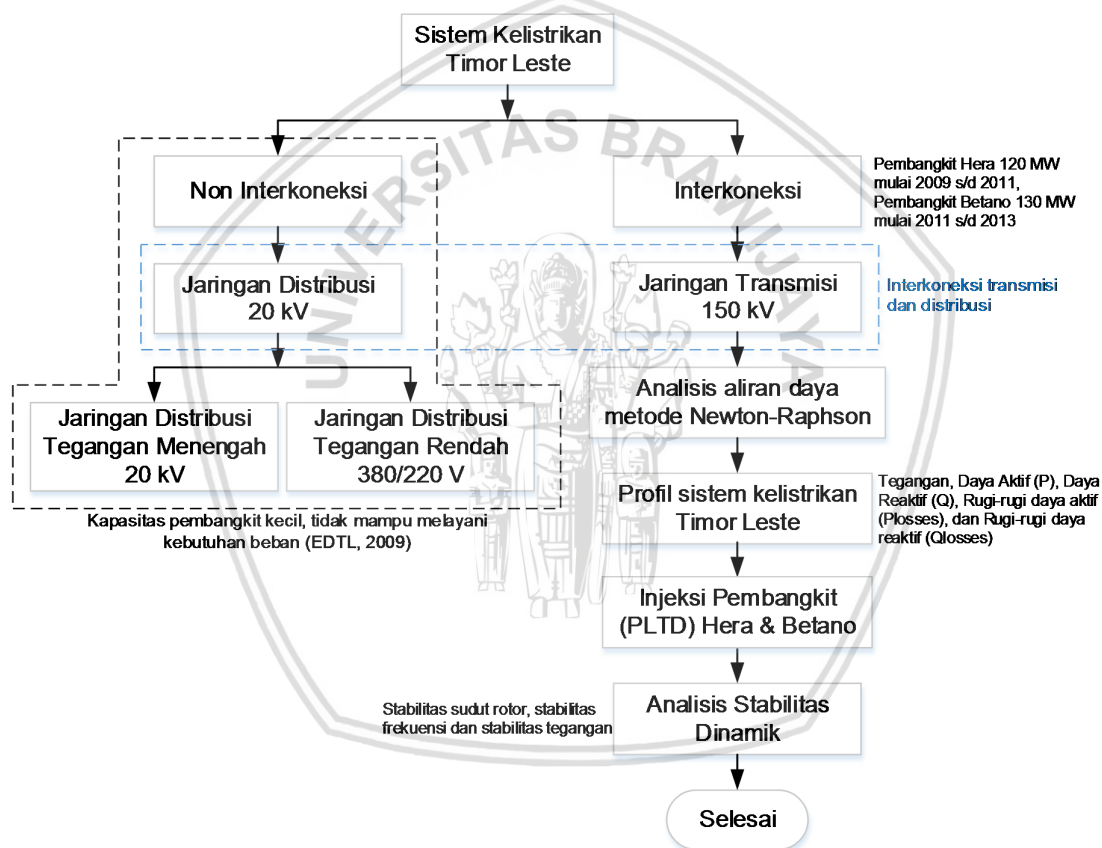 Sistem Kelistrikan
Timor Leste
UNIVERSITAS BRAWIJAYA
Non Interkoneksi
Interkoneksi
Pembangkit Hera 120 MW
mulai 2009 s/d 2011,
Pembangkit Betano 130 MW
mulai 2011 s/d 2013
Jaringan Distribusi
20 kV
Jaringan Transmisi
150 kV
Interkoneksi transmisi
dan distribusi
Jaringan Distribusi
Tegangan Menengah
20 kV
Jaringan Distribusi
Tegangan Rendah
380/220 V
Analisis aliran daya
metode Newton-Raphson
Kapasitas pembangkit kecil, tidak mampu melayani
kebutuhan beban (EDTL, 2009)
Profil sistem kelistrikan
Timor Leste
Tegangan, Daya Aktif (P), Daya
Reaktif (Q), Rugi-rugi daya aktif
(Plosses), dan Rugi-rugi daya
reaktif (Qlosses)
Injeksi Pembangkit
(PLTD) Hera & Betano
Stabilitas sudut rotor, stabilitas
frekuensi dan stabilitas tegangan
Analisis Stabilitas
Dinamik
Selesai